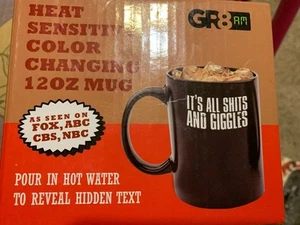 HEAT
SENSITIVE
COLOR
CHANGING
12OZ MUG
GR8 AM
AS SEEN ON
FOX, ABC
CBS, NBC
IT'S ALL SHITS
AND GIGGLES
POUR IN HOT WATER
TO REVEAL HIDDEN TEXT